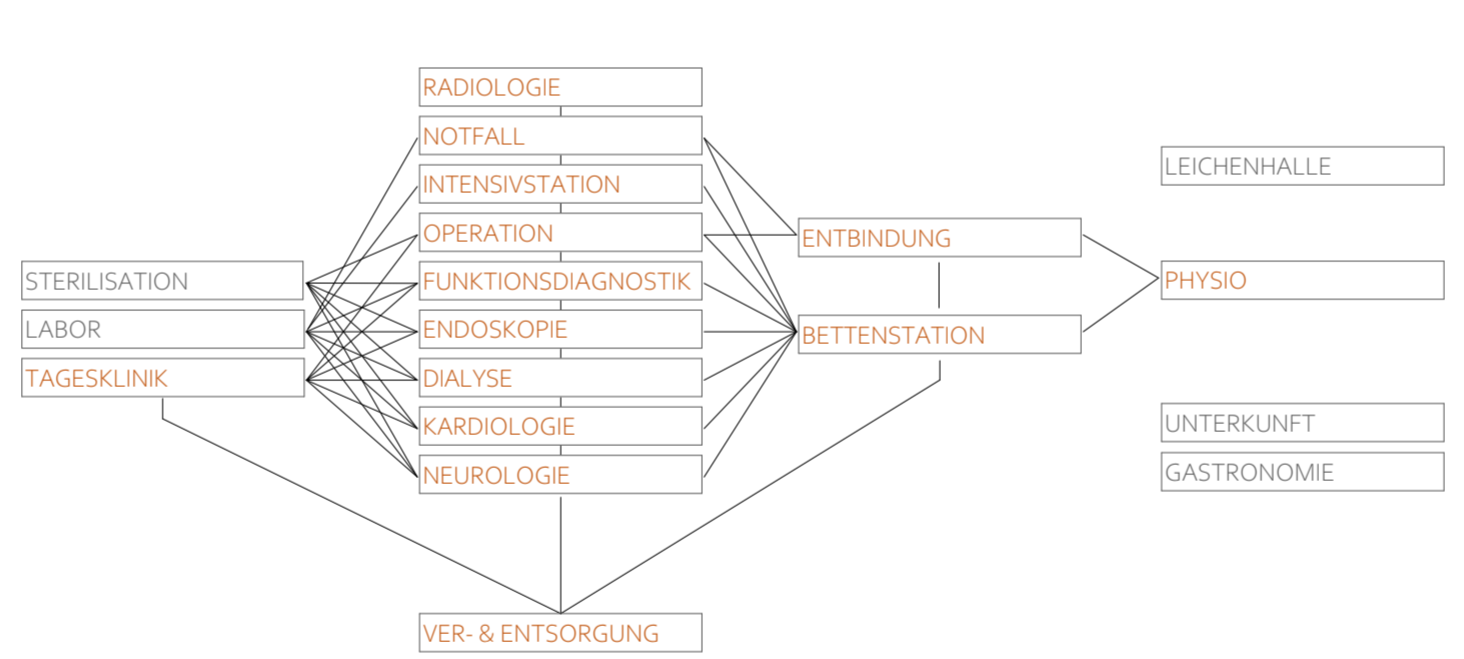 RADIOLOGIE
NOTFALL
INTENSIVSTATION
OPERATION
FUNKTIONSDIAGNOSTIK
ENDOSKOPIE
DIALYSE
KARDIOLOGIE
NEUROLOGIE
STERILISATION
LABOR
TAGESKLINIK
ENTBINDUNG
BETTENSTATION
LEICHENHALLE
PHYSIO
UNTERKUNFT
GASTRONOMIE
VER- & ENTSORGUNG